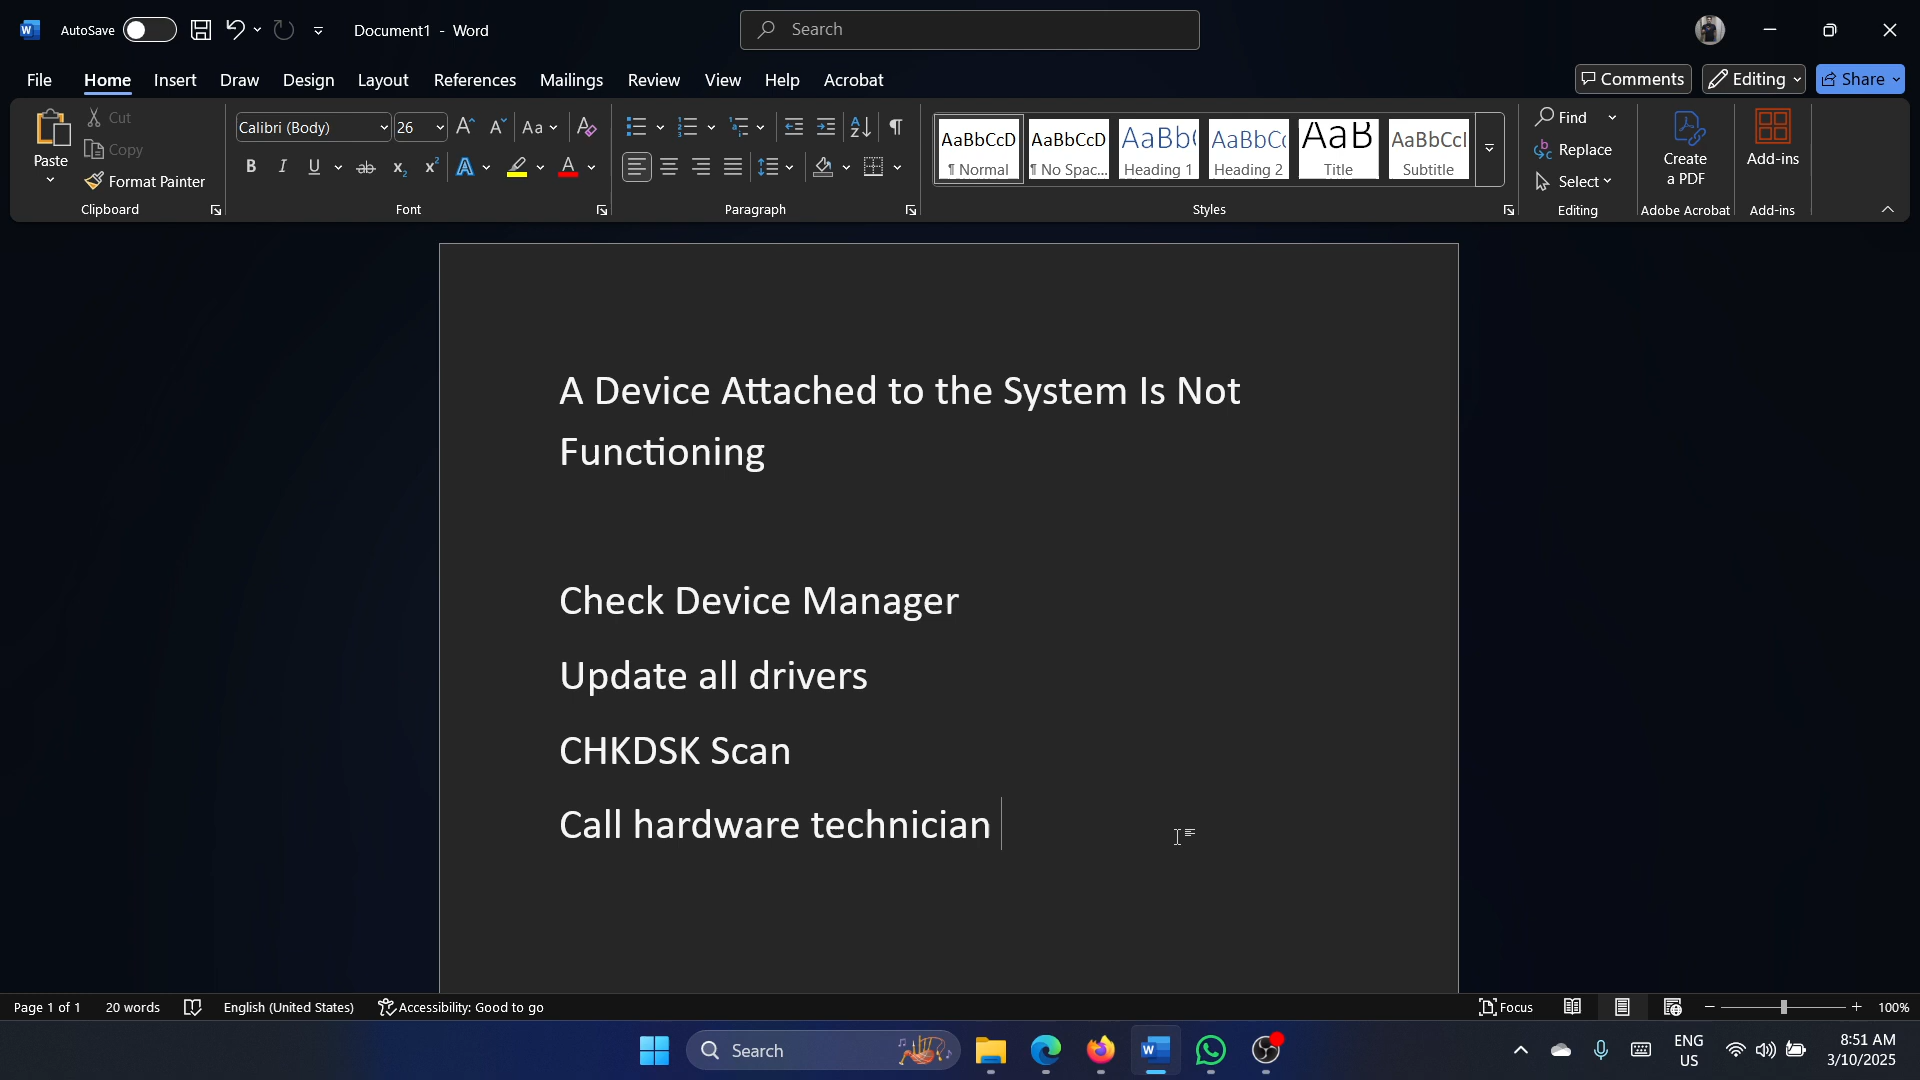 AutoSave
Document1 - Word
Search
File Home Insert Draw Design Layout References Mailings Review View Help Acrobat
Comments Editing Share
Paste
Cut
Copy
Format Painter
Clipboard
Calibri (Body) 26
Font
Paragraph
AaBbCcD AaBbCcD AaBb( AaBbCc AaB AaBbCcl
¶ Normal ¶ No Spac... Heading 1 Heading 2 Title Subtitle
Styles
Find
Replace
Select
Editing
Create
a PDF
Adobe Acrobat
Add-ins
Add-ins
A Device Attached to the System Is Not
Functioning
Check Device Manager
Update all drivers
CHKDSK Scan
Call hardware technician
Page 1 of 1 20 words English (United States) Accessibility: Good to go
Focus 100%
Search
ENG
US
8:51 AM
3/10/2025